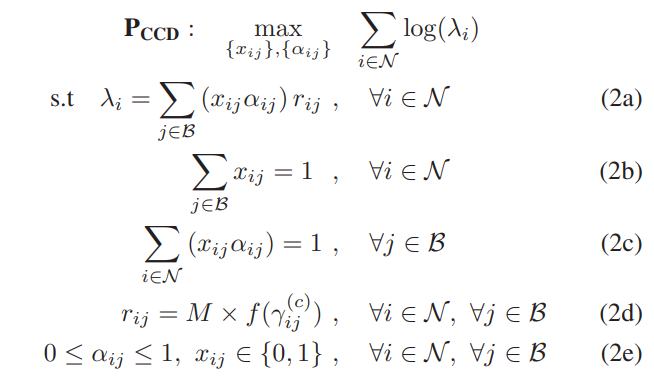 P_CCD : max_{{x_ij},{α_ij}} ∑_{i∈𝒩} log(λ_i)
s.t λ_i = ∑_{j∈ℬ} (x_ij α_ij) r_ij , ∀i ∈ 𝒩 (2a)
∑_{j∈ℬ} x_ij = 1 , ∀i ∈ 𝒩 (2b)
∑_{i∈𝒩} (x_ij α_ij) = 1 , ∀j ∈ ℬ (2c)
r_ij = M × f(γ_ij^(c)) , ∀i ∈ 𝒩, ∀j ∈ ℬ (2d)
0 ≤ α_ij ≤ 1, x_ij ∈ {0,1} , ∀i ∈ 𝒩, ∀j ∈ ℬ (2e)